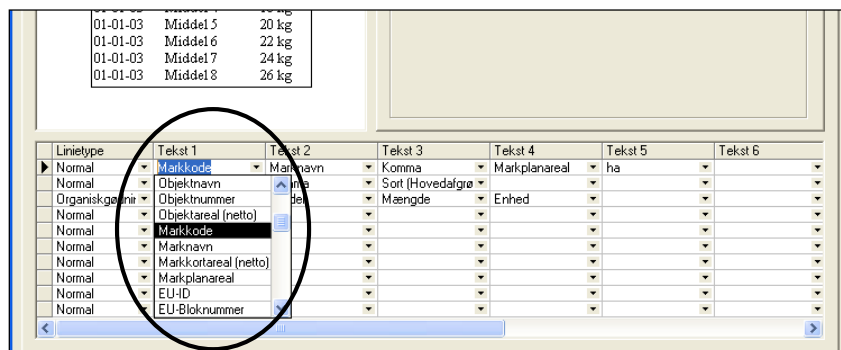 01-01-03 Middel 5 20 kg
01-01-03 Middel 6 22 kg
01-01-03 Middel 7 24 kg
01-01-03 Middel 8 26 kg
Linietype Tekst 1 Tekst 2 Tekst 3 Tekst 4 Tekst 5 Tekst 6
Normal Markkode Marknavn Komma Markplanareal ha
Normal Objektnavn Sort (Hovedafgrø
Organiskgødnir Objektnummer Mængde Enhed
Normal Objektareal (netto)
Normal Markkode
Normal Marknavn
Normal Markkortareal (netto)
Normal Markplanareal
Normal EU-ID
Normal EU-Bloknummer